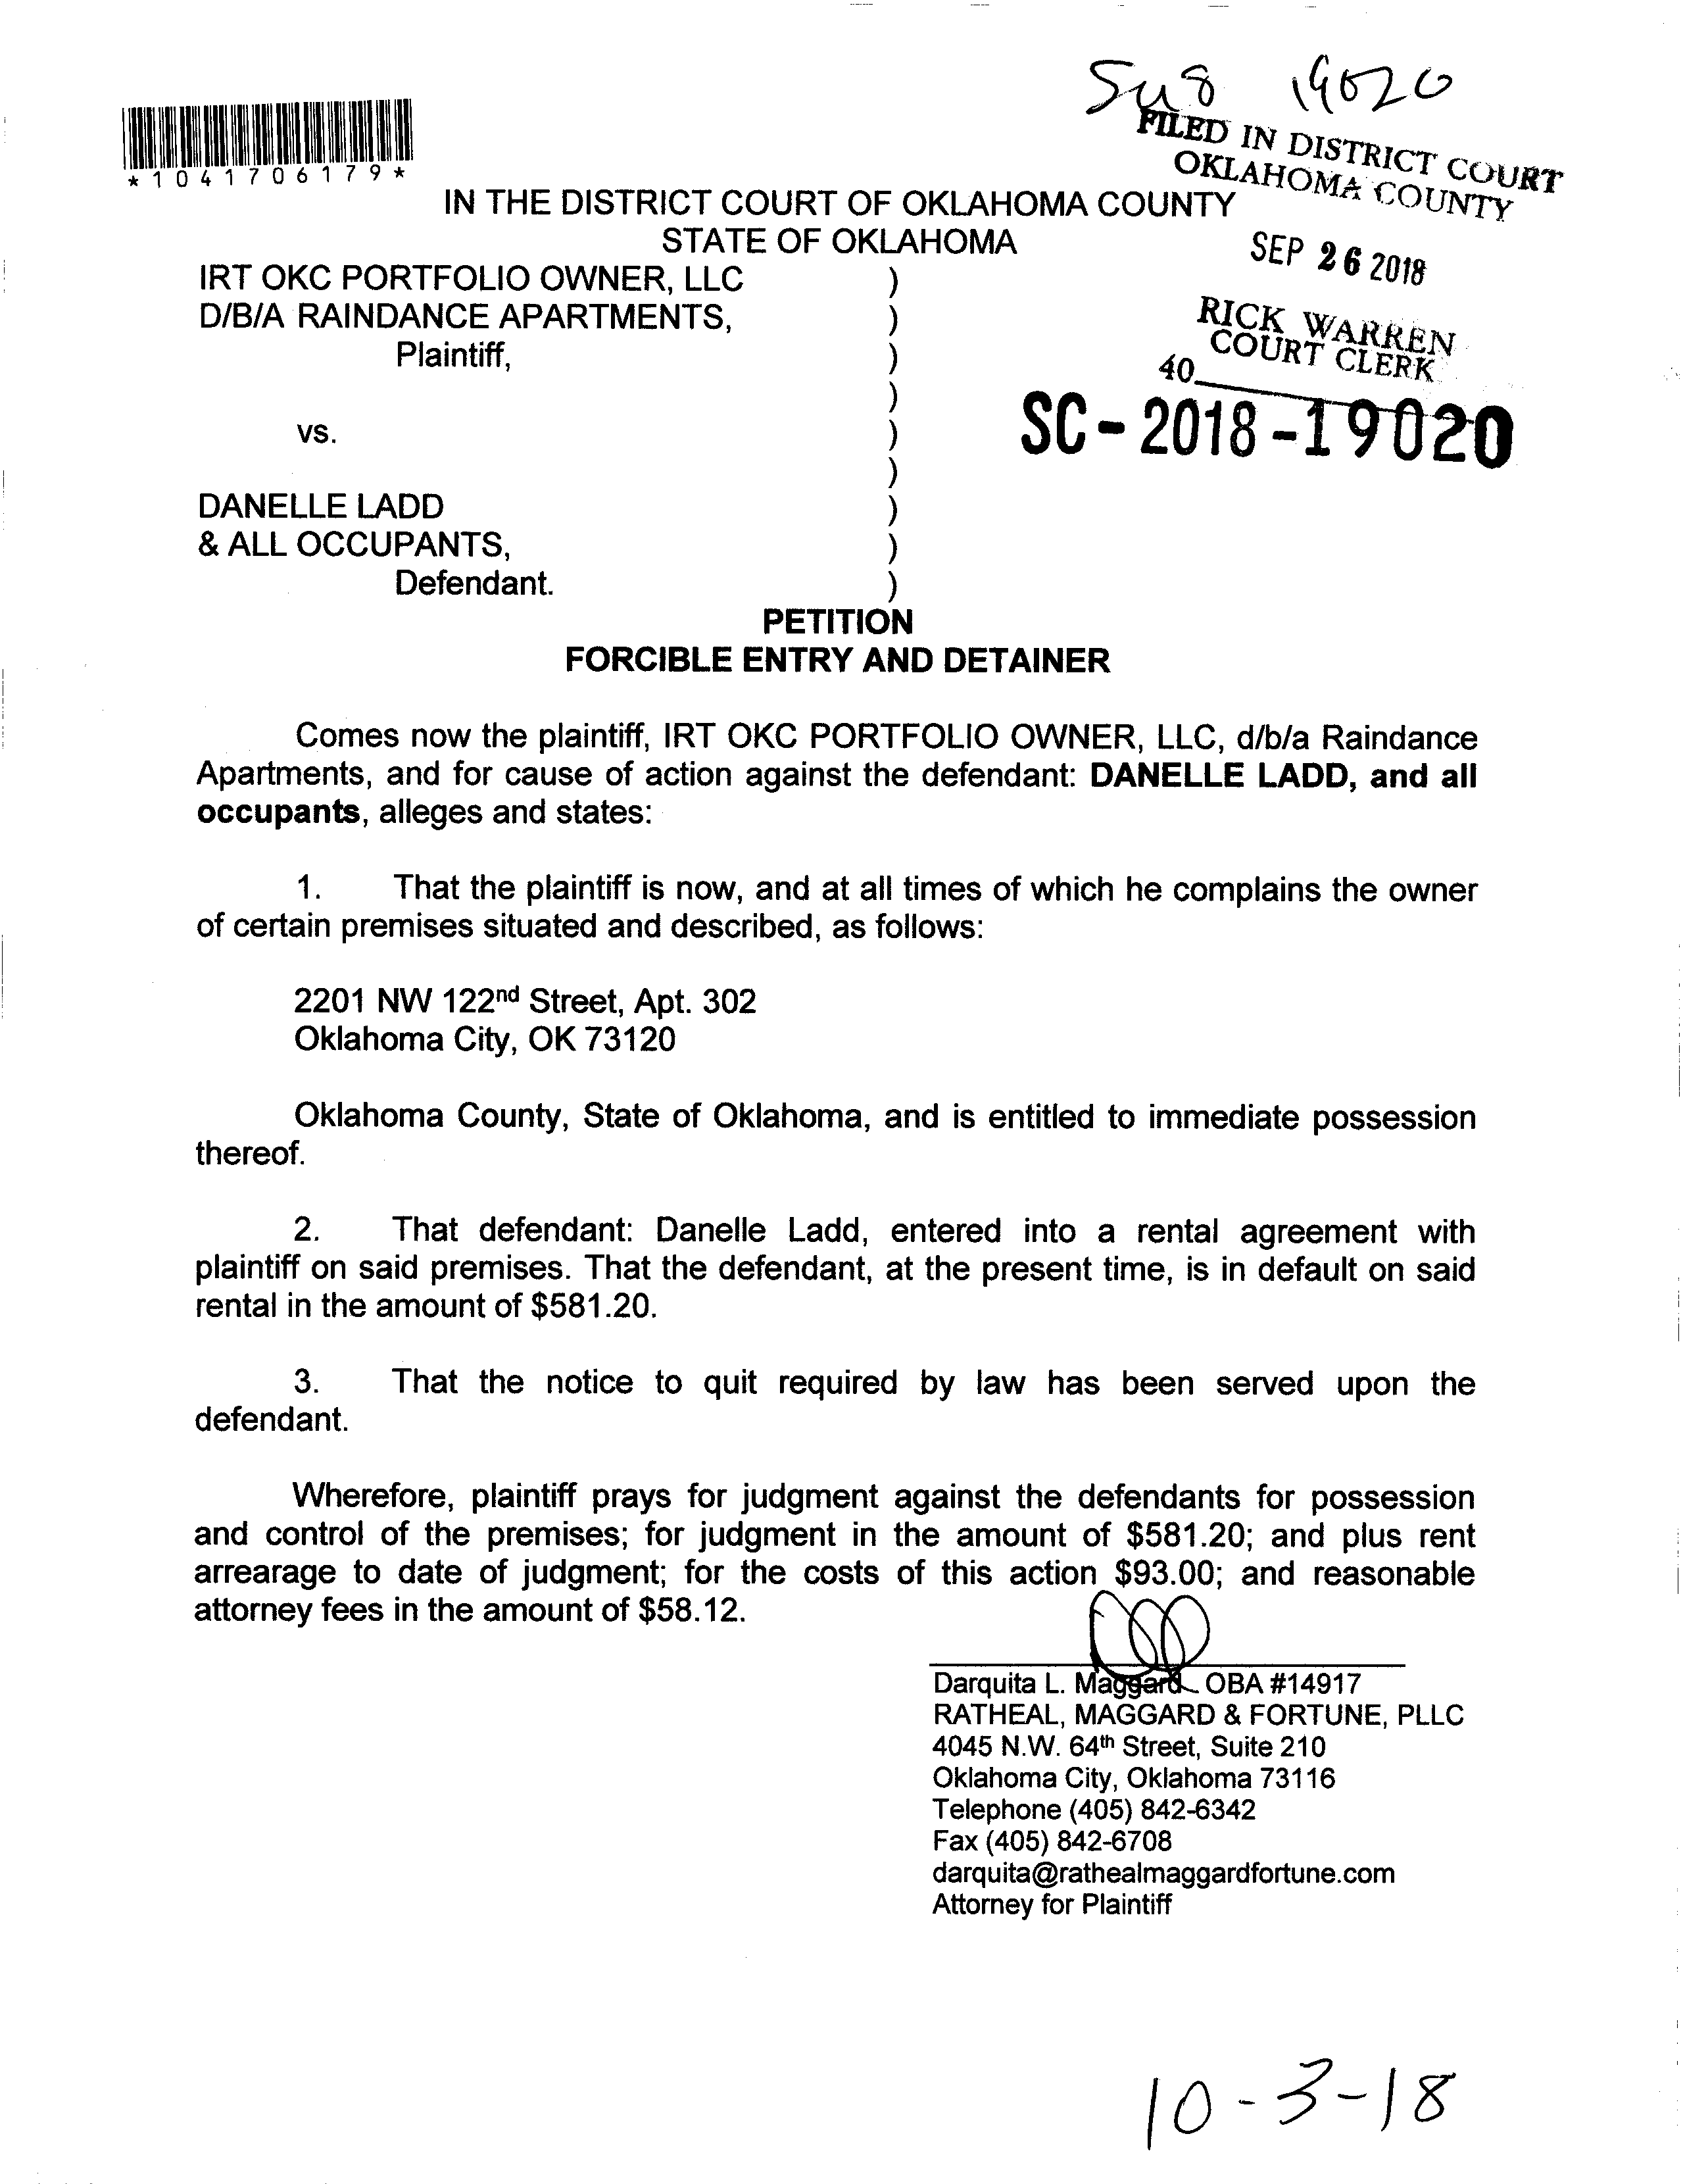 Su8 19020
*1041706179*
FILED IN DISTRICT COURT
OKLAHOMA COUNTY
IN THE DISTRICT COURT OF OKLAHOMA COUNTY
STATE OF OKLAHOMA
SEP 26 2018
RICK WARREN
COURT CLERK
40
SC-2018-19020
IRT OKC PORTFOLIO OWNER, LLC )
D/B/A RAINDANCE APARTMENTS, )
Plaintiff, )
)
vs. )
)
DANELLE LADD )
& ALL OCCUPANTS, )
Defendant. )
PETITION
FORCIBLE ENTRY AND DETAINER
Comes now the plaintiff, IRT OKC PORTFOLIO OWNER, LLC, d/b/a Raindance
Apartments, and for cause of action against the defendant: DANELLE LADD, and all
occupants, alleges and states:
1. That the plaintiff is now, and at all times of which he complains the owner
of certain premises situated and described, as follows:
2201 NW 122nd Street, Apt. 302
Oklahoma City, OK 73120
Oklahoma County, State of Oklahoma, and is entitled to immediate possession
thereof.
2. That defendant: Danelle Ladd, entered into a rental agreement with
plaintiff on said premises. That the defendant, at the present time, is in default on said
rental in the amount of $581.20.
3. That the notice to quit required by law has been served upon the
defendant.
Wherefore, plaintiff prays for judgment against the defendants for possession
and control of the premises; for judgment in the amount of $581.20; and plus rent
arrearage to date of judgment; for the costs of this action $93.00; and reasonable
attorney fees in the amount of $58.12.
Darquita L. Maggard OBA #14917
RATHEAL, MAGGARD & FORTUNE, PLLC
4045 N.W. 64th Street, Suite 210
Oklahoma City, Oklahoma 73116
Telephone (405) 842-6342
Fax (405) 842-6708
darquita@rathealmaggardfortune.com
Attorney for Plaintiff
10-3-18